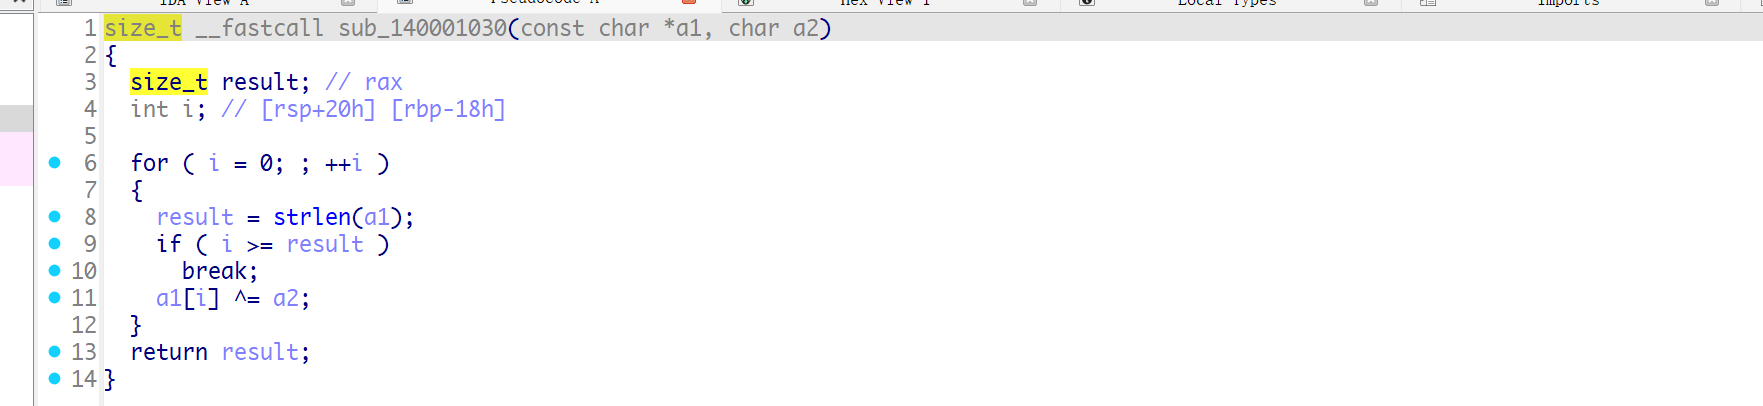 IDA View-A Pseudocode-A Hex View-1 Local Types Imports
1 size_t __fastcall sub_140001030(const char *a1, char a2)
2 {
3 size_t result; // rax
4 int i; // [rsp+20h] [rbp-18h]
5
6 for ( i = 0; ; ++i )
7 {
8 result = strlen(a1);
9 if ( i >= result )
10 break;
11 a1[i] ^= a2;
12 }
13 return result;
14 }